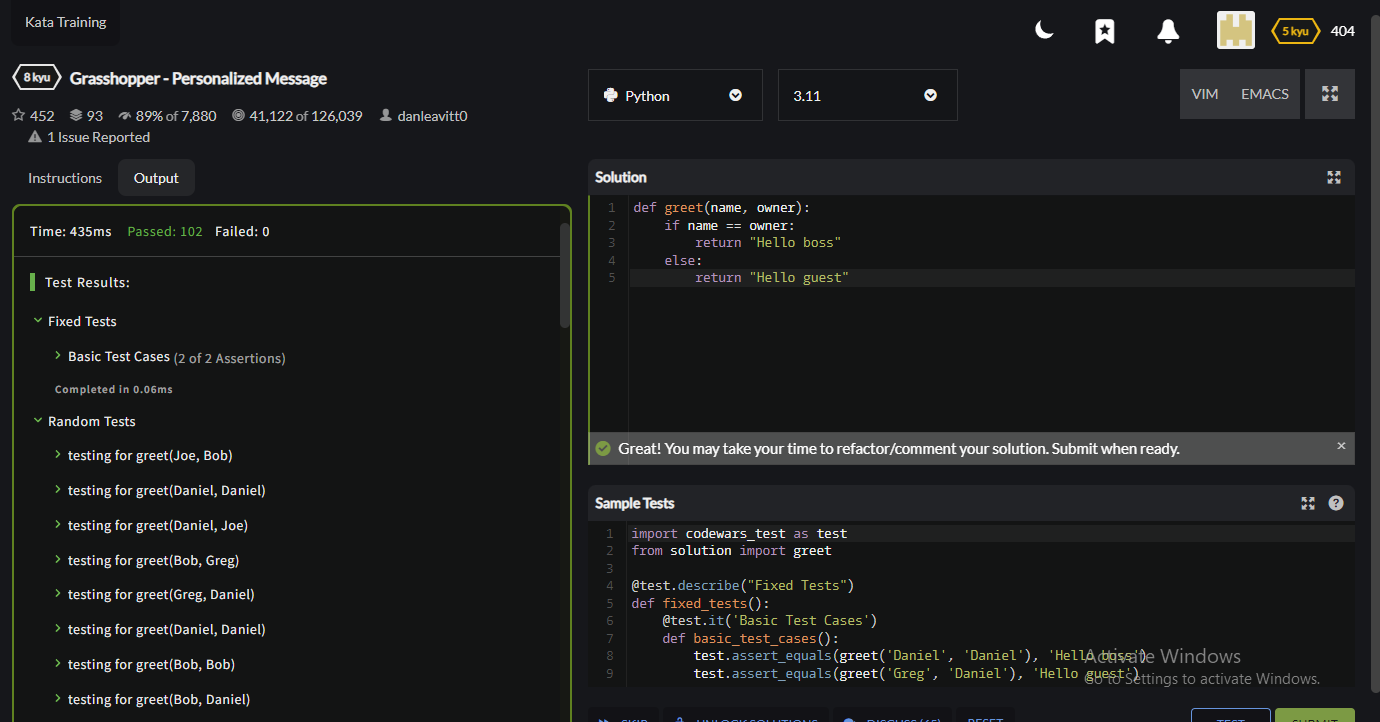 Kata Training
5 kyu 404
8 kyu Grasshopper - Personalized Message
452 93 89% of 7,880 41,122 of 126,039 danleavitt0
1 Issue Reported
Instructions Output
Time: 435ms Passed: 102 Failed: 0
Test Results:
Fixed Tests
Basic Test Cases (2 of 2 Assertions)
Completed in 0.06ms
Random Tests
testing for greet(Joe, Bob)
testing for greet(Daniel, Daniel)
testing for greet(Daniel, Joe)
testing for greet(Bob, Greg)
testing for greet(Greg, Daniel)
testing for greet(Daniel, Daniel)
testing for greet(Bob, Bob)
testing for greet(Bob, Daniel)
Python 3.11 VIM EMACS
Solution
1 def greet(name, owner):
2 if name == owner:
3 return "Hello boss"
4 else:
5 return "Hello guest"
Great! You may take your time to refactor/comment your solution. Submit when ready. ×
Sample Tests ?
1 import codewars_test as test
2 from solution import greet
3
4 @test.describe("Fixed Tests")
5 def fixed_tests():
6 @test.it('Basic Test Cases')
7 def basic_test_cases():
8 test.assert_equals(greet('Daniel', 'Daniel'), 'Hello boss')
9 test.assert_equals(greet('Greg', 'Daniel'), 'Hello guest')
Activate Windows
Go to Settings to activate Windows.
SKIP UNLOCK SOLUTIONS DISCUSS RESET TEST SUBMIT